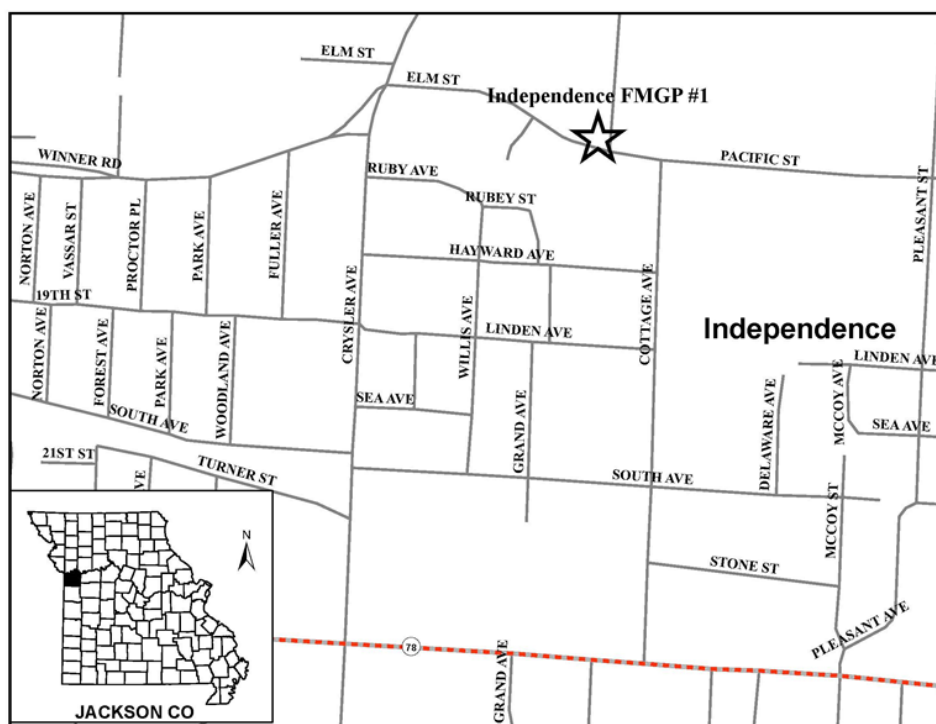 ELM ST
ELM ST
Independence FMGP #1
WINNER RD
PACIFIC ST
RUBY AVE
RUBEY ST
PLEASANT ST
NORTON AVE
VASSAR ST
PROCTOR PL
PARK AVE
FULLER AVE
HAYWARD AVE
19TH ST
CRYSLER AVE
WILLIS AVE
LINDEN AVE
COTTAGE AVE
Independence
LINDEN AVE
NORTON AVE
FOREST AVE
PARK AVE
WOODLAND AVE
SEA AVE
GRAND AVE
DELAWARE AVE
MCCOY AVE
SEA AVE
SOUTH AVE
21ST ST
TURNER ST
SOUTH AVE
VE
MCCOY ST
N
STONE ST
PLEASANT AVE
78
GRAND AVE
JACKSON CO